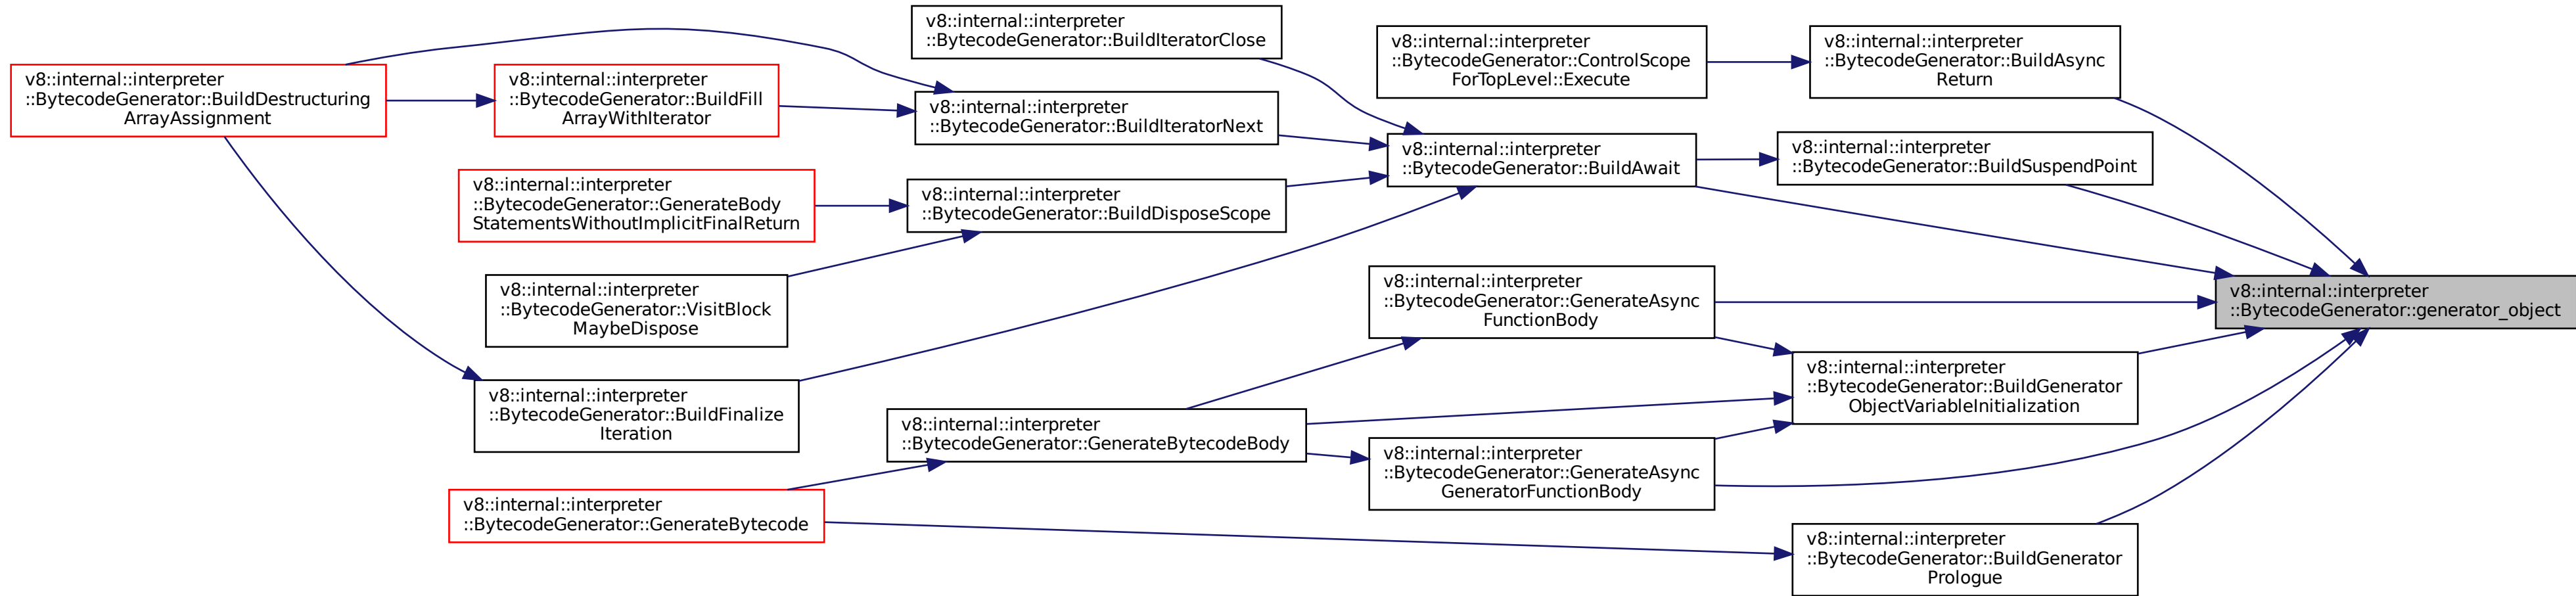 v8::internal::interpreter
::BytecodeGenerator::BuildDestructuring
ArrayAssignment
v8::internal::interpreter
::BytecodeGenerator::BuildFill
ArrayWithIterator
v8::internal::interpreter
::BytecodeGenerator::BuildIteratorClose
v8::internal::interpreter
::BytecodeGenerator::BuildIteratorNext
v8::internal::interpreter
::BytecodeGenerator::ControlScope
ForTopLevel::Execute
v8::internal::interpreter
::BytecodeGenerator::BuildAsync
Return
v8::internal::interpreter
::BytecodeGenerator::BuildAwait
v8::internal::interpreter
::BytecodeGenerator::BuildSuspendPoint
v8::internal::interpreter
::BytecodeGenerator::GenerateBody
StatementsWithoutImplicitFinalReturn
v8::internal::interpreter
::BytecodeGenerator::BuildDisposeScope
v8::internal::interpreter
::BytecodeGenerator::VisitBlock
MaybeDispose
v8::internal::interpreter
::BytecodeGenerator::GenerateAsync
FunctionBody
v8::internal::interpreter
::BytecodeGenerator::generator_object
v8::internal::interpreter
::BytecodeGenerator::BuildGenerator
ObjectVariableInitialization
v8::internal::interpreter
::BytecodeGenerator::BuildFinalize
Iteration
v8::internal::interpreter
::BytecodeGenerator::GenerateBytecodeBody
v8::internal::interpreter
::BytecodeGenerator::GenerateAsync
GeneratorFunctionBody
v8::internal::interpreter
::BytecodeGenerator::GenerateBytecode
v8::internal::interpreter
::BytecodeGenerator::BuildGenerator
Prologue